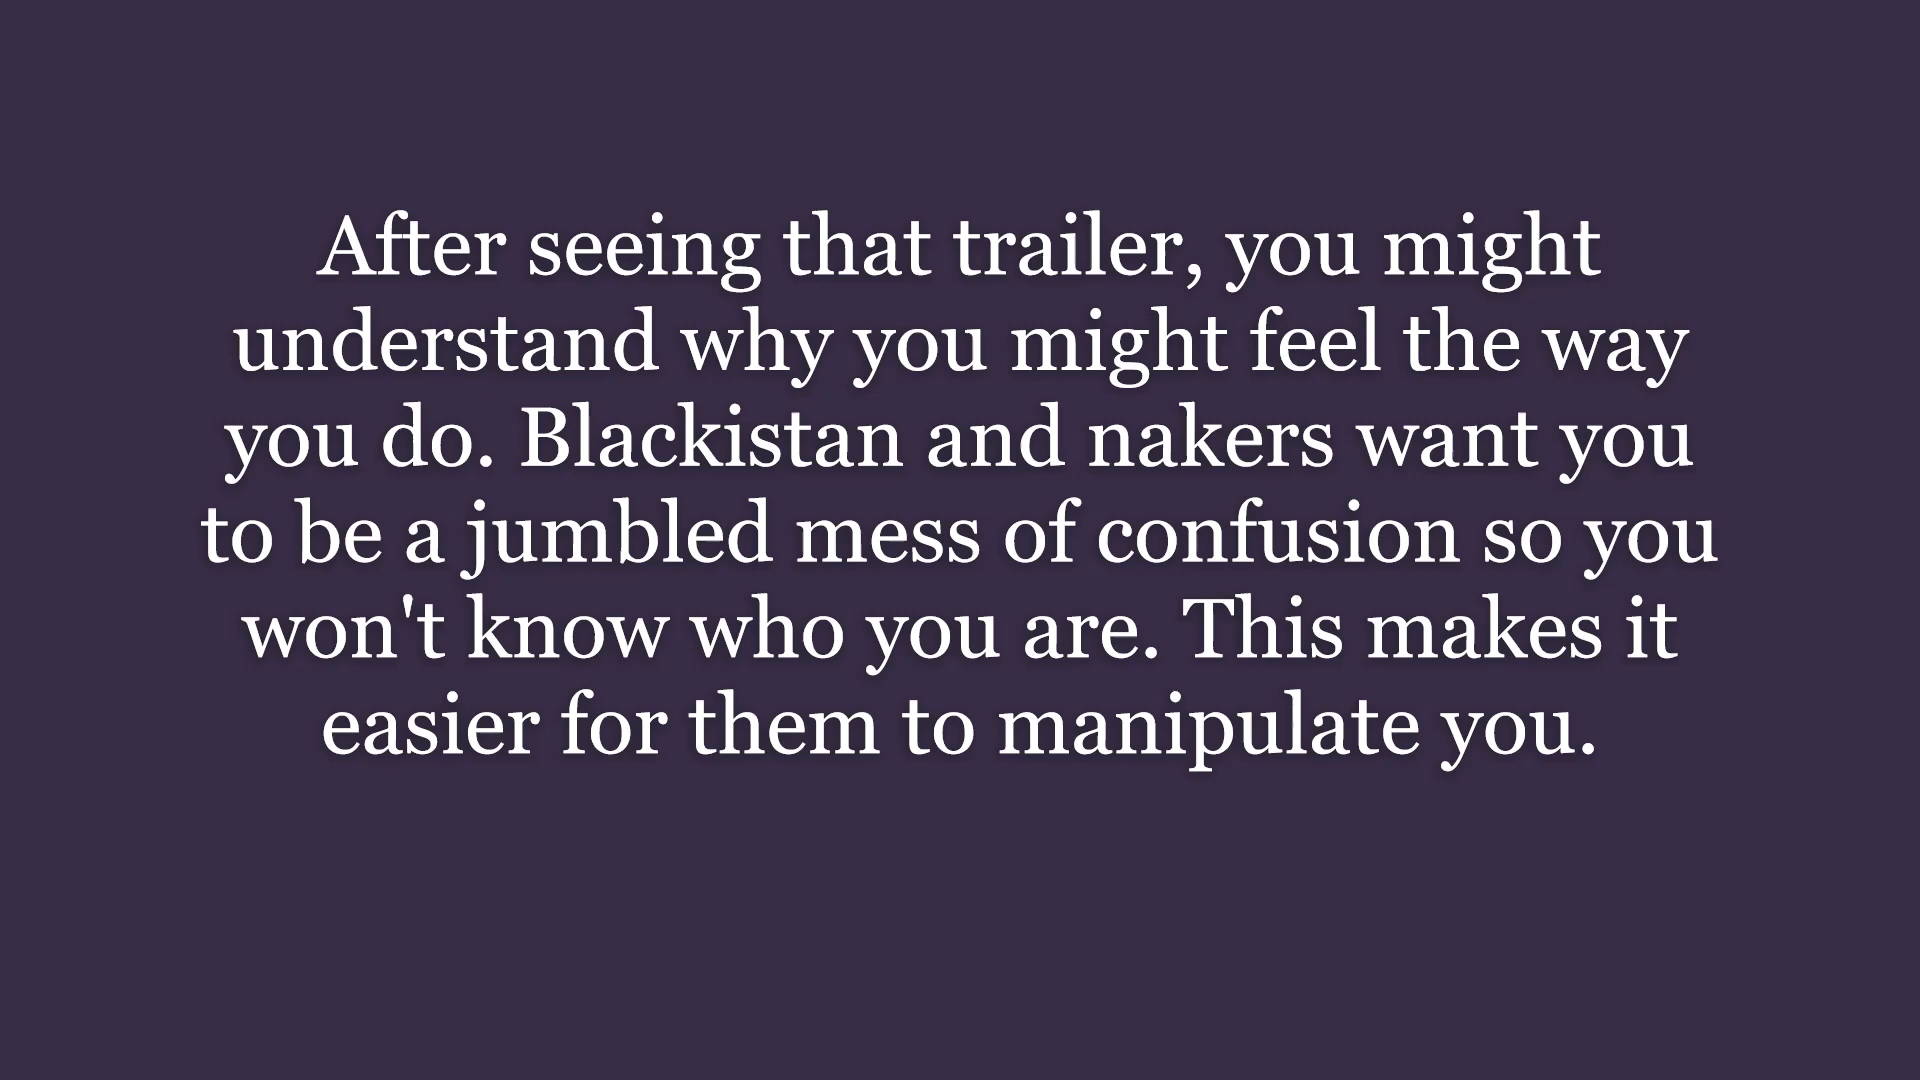 After seeing that trailer, you might
understand why you might feel the way
you do. Blackistan and nakers want you
to be a jumbled mess of confusion so you
won't know who you are. This makes it
easier for them to manipulate you.